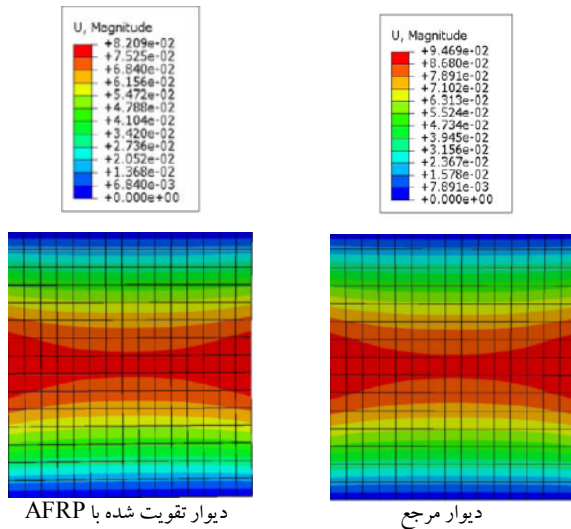 U, Magnitude
+8.209e-02
+7.525e-02
+6.840e-02
+6.156e-02
+5.472e-02
+4.788e-02
+4.104e-02
+3.420e-02
+2.736e-02
+2.052e-02
+1.368e-02
+6.840e-03
+0.000e+00
U, Magnitude
+9.469e-02
+8.680e-02
+7.891e-02
+7.102e-02
+6.313e-02
+5.524e-02
+4.734e-02
+3.945e-02
+3.156e-02
+2.367e-02
+1.578e-02
+7.891e-03
+0.000e+00
دیوار تقویت شده با AFRP
دیوار مرجع